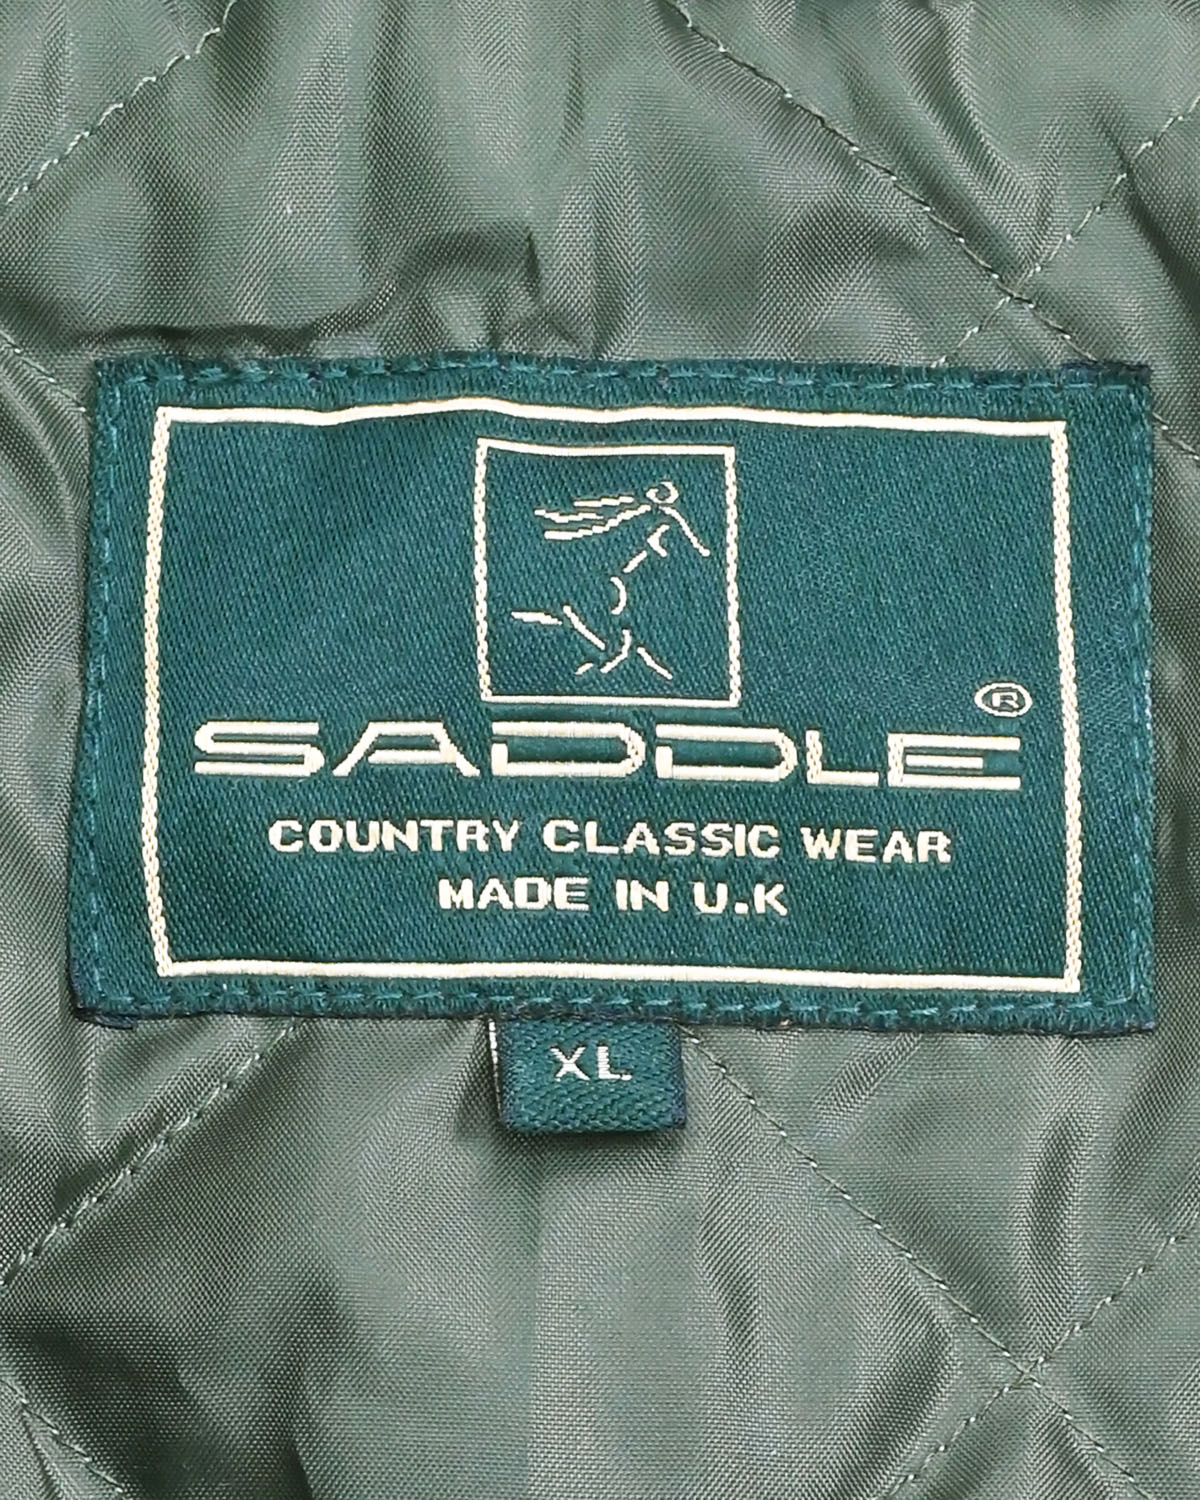 ®
SADDLE
COUNTRY CLASSIC WEAR
MADE IN U.K
XL